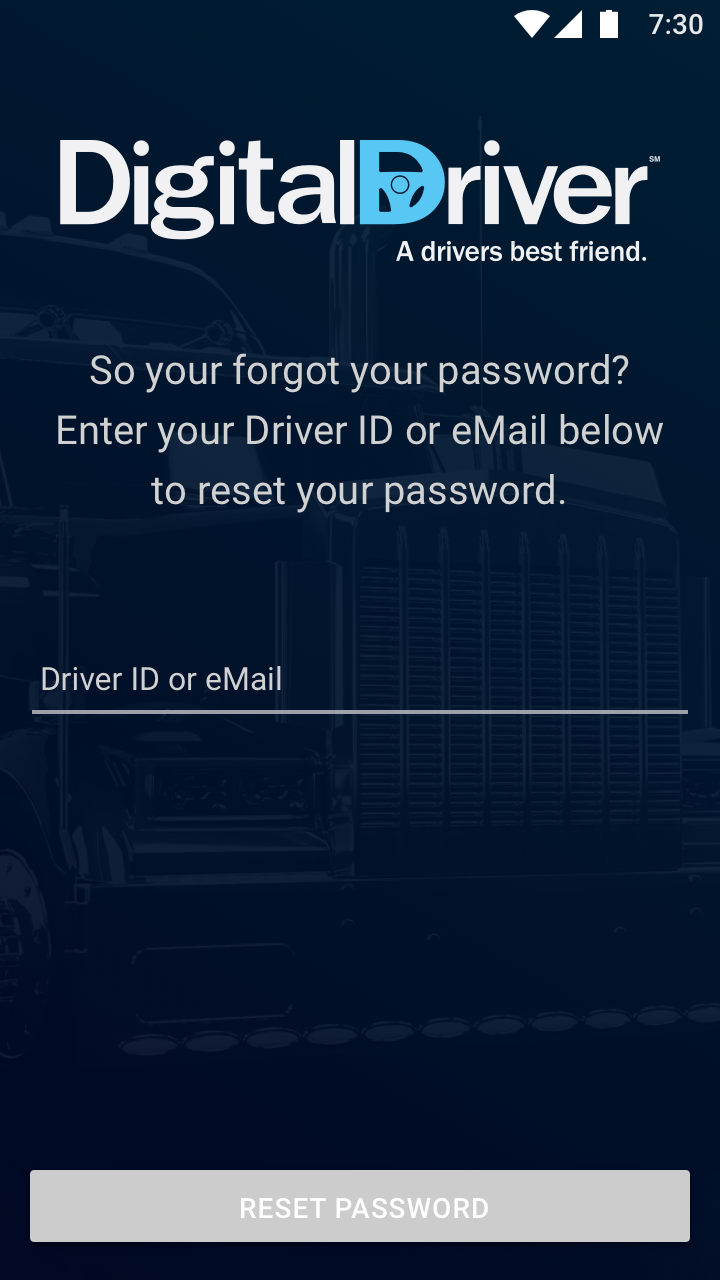 7:30
DigitalDriver℠
A drivers best friend.
So your forgot your password?
Enter your Driver ID or eMail below
to reset your password.
Driver ID or eMail
RESET PASSWORD